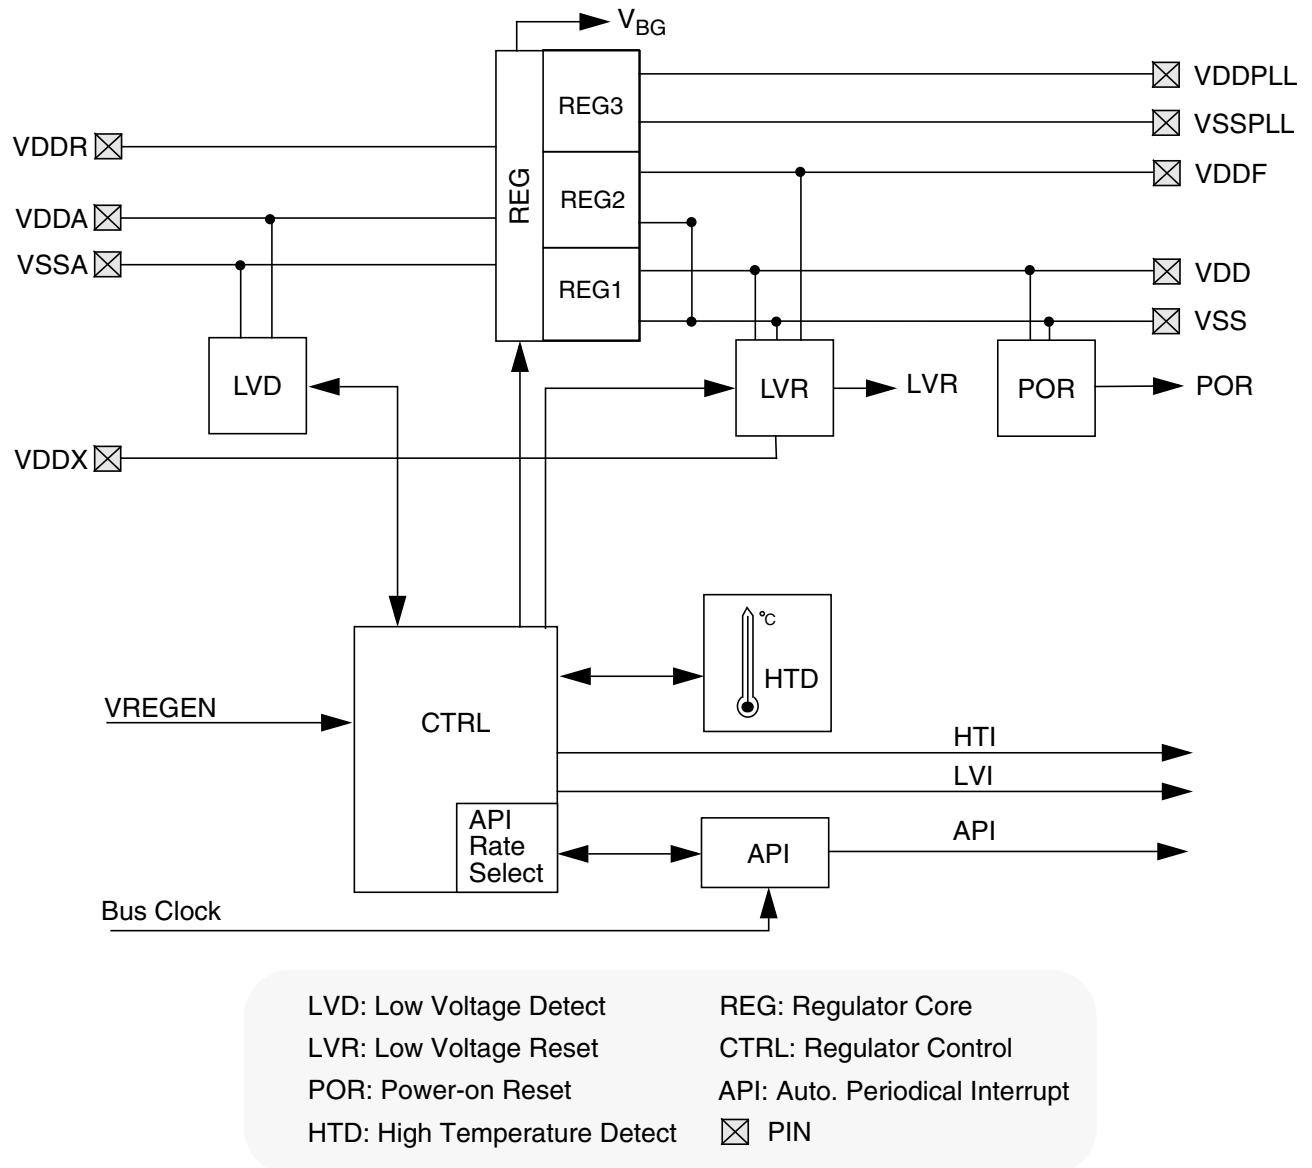 VBG
REG
REG3
REG2
REG1
VDDPLL
VSSPLL
VDDF
VDD
VSS
VDDR
VDDA
VSSA
LVD
LVR
LVR
POR
POR
VDDX
°C
HTD
VREGEN
CTRL
HTI
LVI
API
Rate
Select
API
API
Bus Clock
LVD: Low Voltage Detect
LVR: Low Voltage Reset
POR: Power-on Reset
HTD: High Temperature Detect
REG: Regulator Core
CTRL: Regulator Control
API: Auto. Periodical Interrupt
PIN